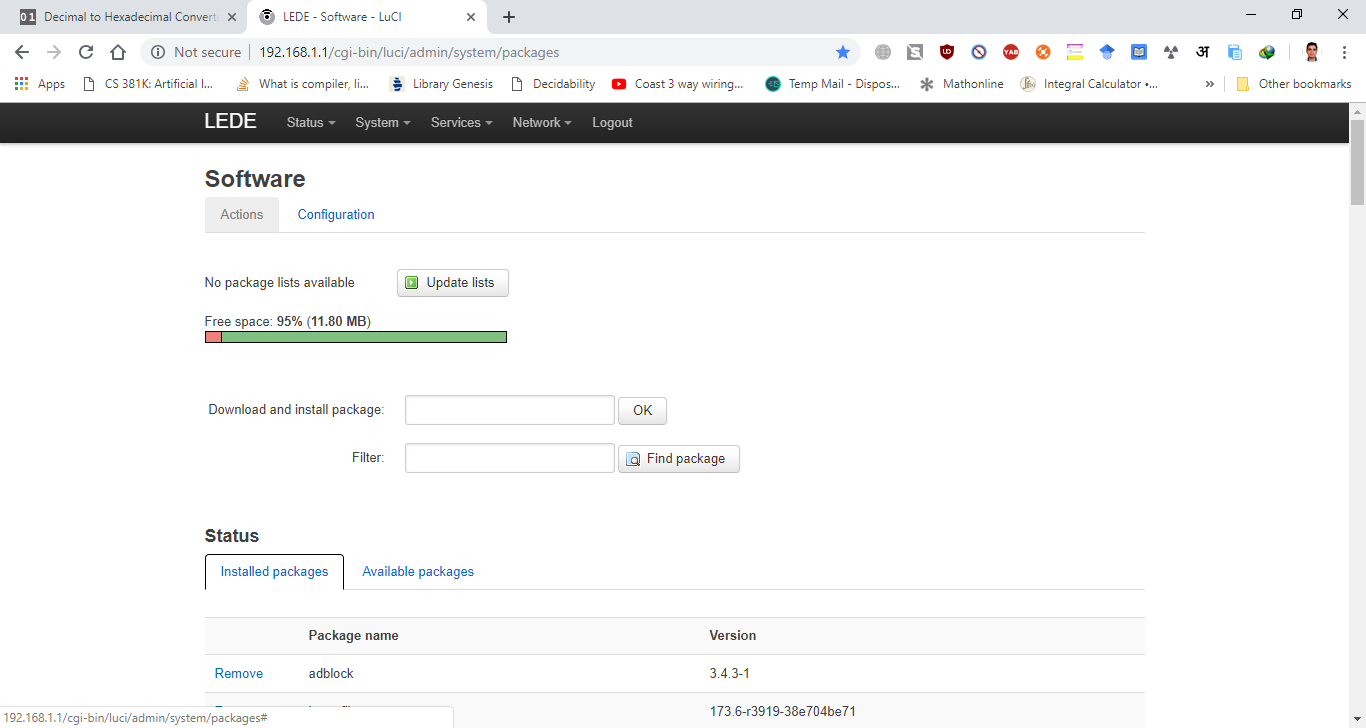 01 Decimal to Hexadecimal Convert
LEDE - Software - LuCI
Not secure 192.168.1.1/cgi-bin/luci/admin/system/packages
UD YAB अ
Apps CS 381K: Artificial I... What is compiler, li... Library Genesis Decidability Coast 3 way wiring... Temp Mail - Dispos... Mathonline Integral Calculator •... » Other bookmarks
LEDE Status System Services Network Logout
Software
Actions Configuration
No package lists available Update lists
Free space: 95% (11.80 MB)
Download and install package: OK
Filter: Find package
Status
Installed packages Available packages
Package name Version
Remove adblock 3.4.3-1
173.6-r3919-38e704be71
192.168.1.1/cgi-bin/luci/admin/system/packages#